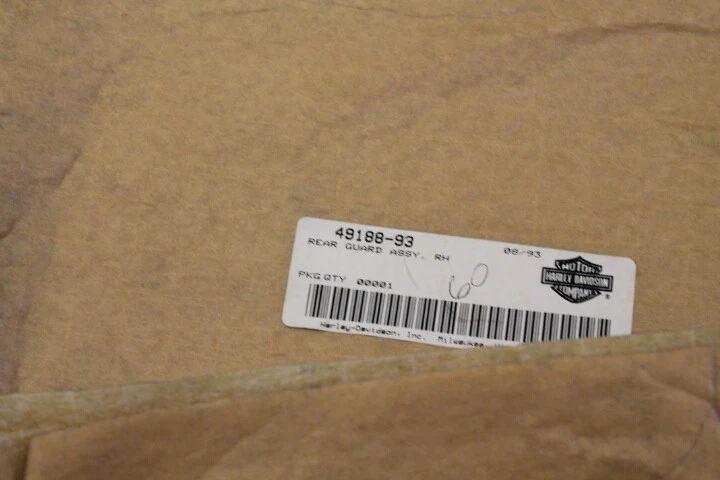 49188-93
REAR GUARD ASSY, RH
08/93
PKG QTY 00001
60
MOTOR
HARLEY-DAVIDSON
COMPANY
®
Harley-Davidson, Inc. Milwaukee,